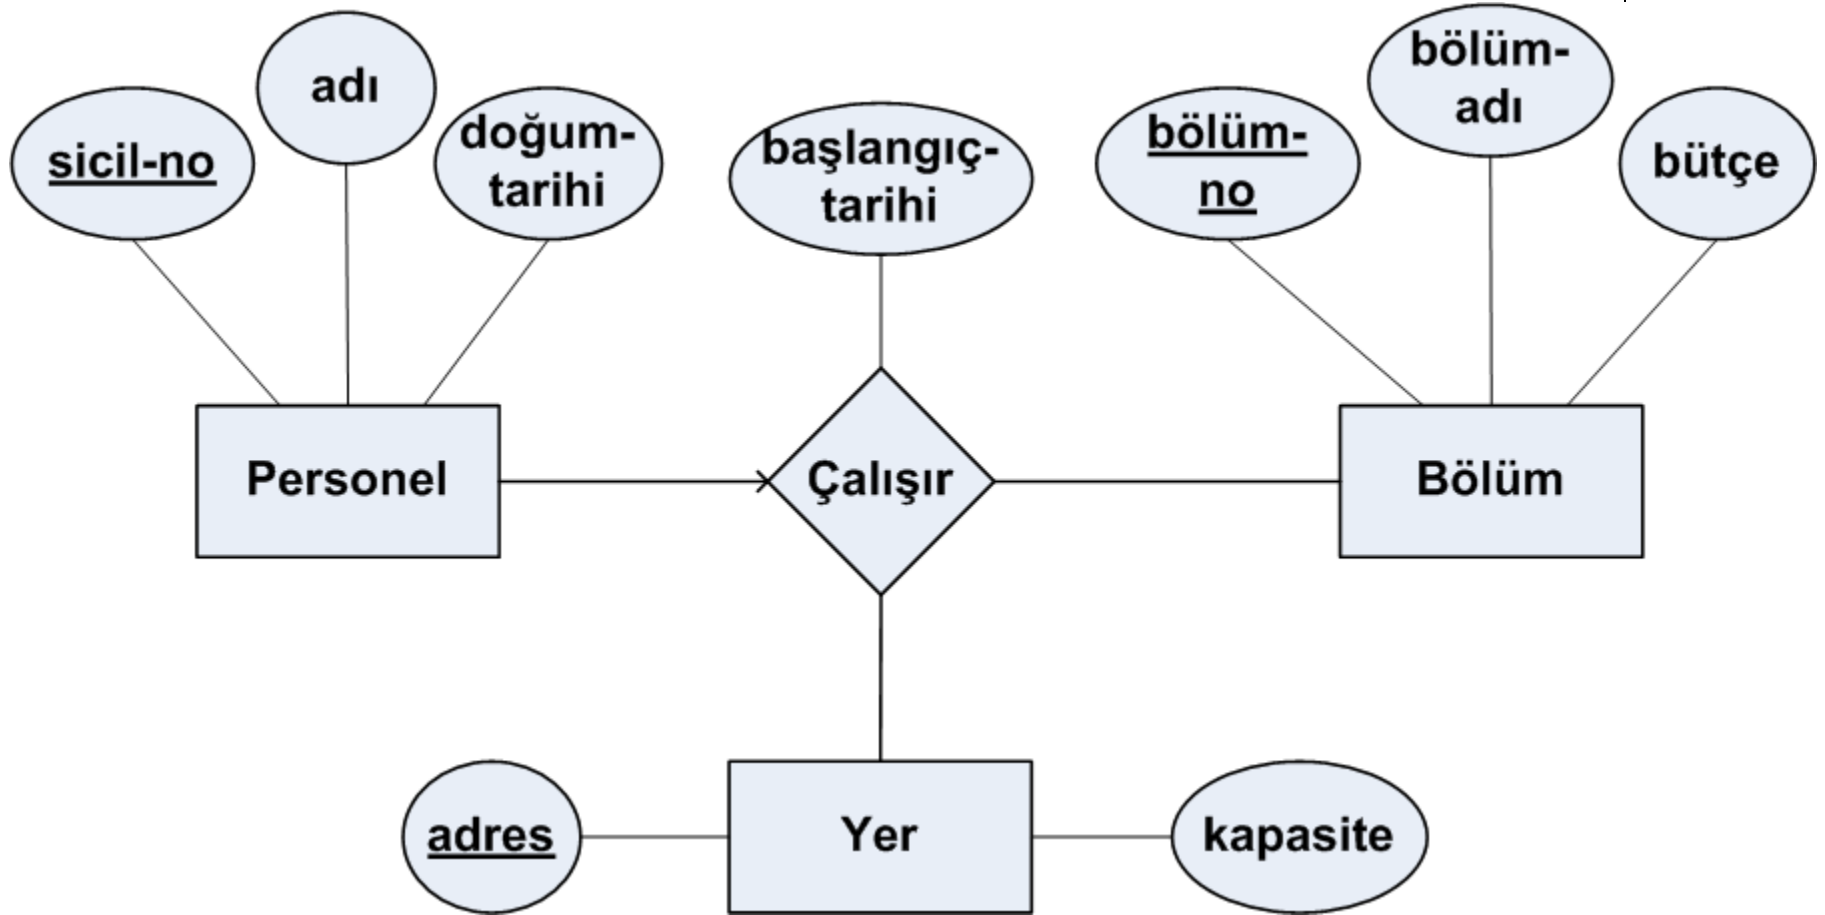 sicil-no
adı
doğum-
tarihi
başlangıç-
tarihi
bölüm-
no
bölüm-
adı
bütçe
Personel
Çalışır
Bölüm
adres
Yer
kapasite